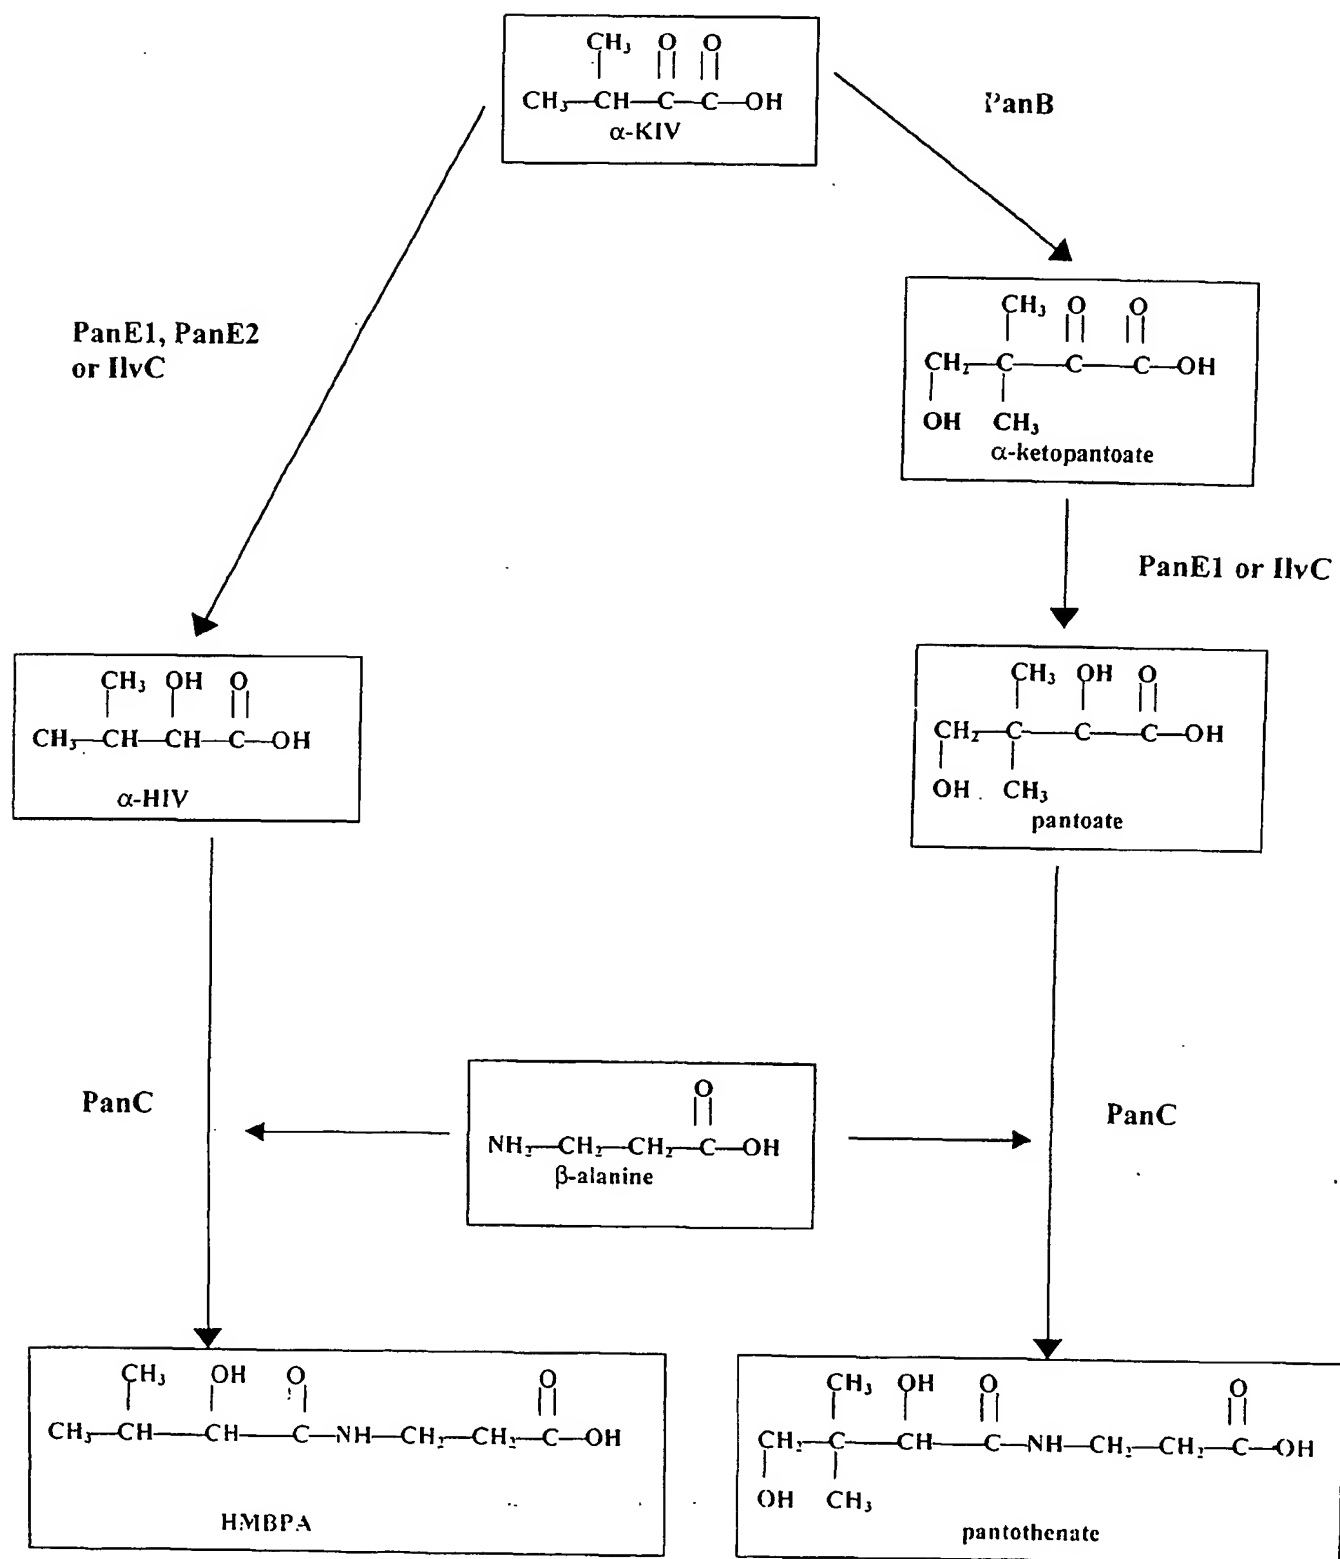 CH₃ O O
CH₃—CH—C—C—OH
α-KIV
PanB
PanE1, PanE2
or IlvC
CH₃ O O
CH₂—C—C—C—OH
OH CH₃
α-ketopantoate
PanE1 or IlvC
CH₃ OH O
CH₃—CH—CH—C—OH
α-HIV
CH₃ OH O
CH₂—C—C—C—OH
OH CH₃
pantoate
PanC
O
NH₂—CH₂—CH₂—C—OH
β-alanine
PanC
CH₃ OH O O
CH₃—CH—CH—C—NH—CH₂—CH₂—C—OH
HMBPA
CH₃ OH O O
CH₂—C—CH—C—NH—CH₂—CH₂—C—OH
OH CH₃
pantothenate